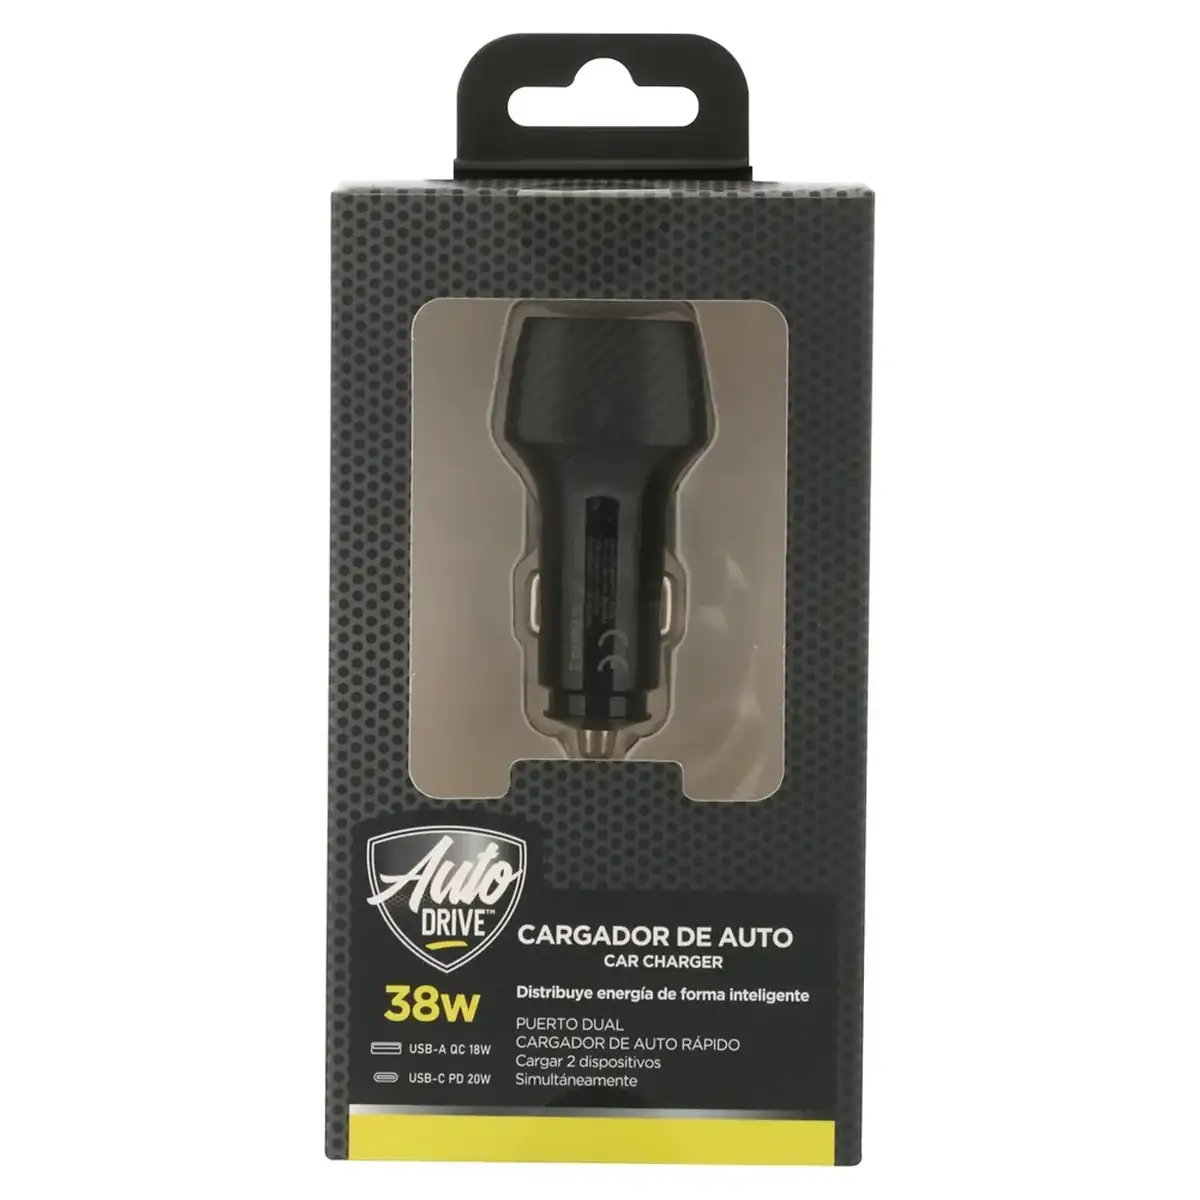 CE
Auto
DRIVE™
CARGADOR DE AUTO
CAR CHARGER
38W
Distribuye energía de forma inteligente
PUERTO DUAL
CARGADOR DE AUTO RÁPIDO
Cargar 2 dispositivos
Simultáneamente
USB-A QC 18W
USB-C PD 20W